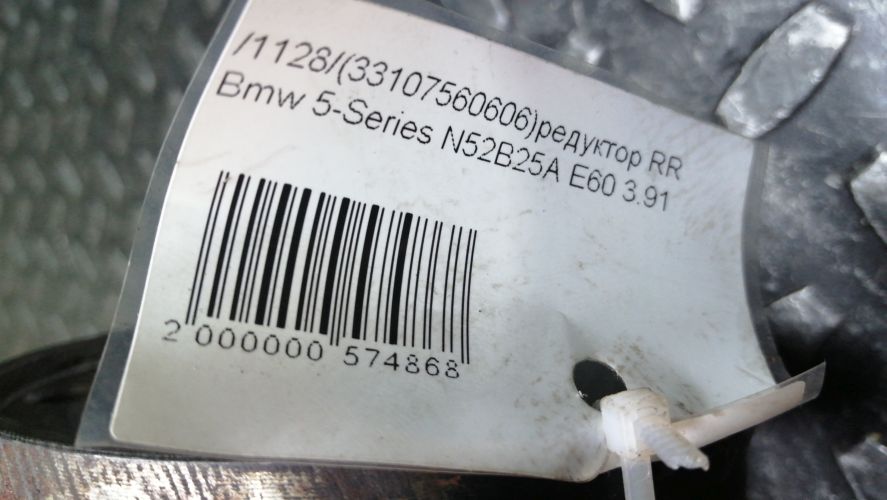 /1128/(33107560606)редуктор RR
Bmw 5-Series N52B25A E60 3.91
2 000000 574868